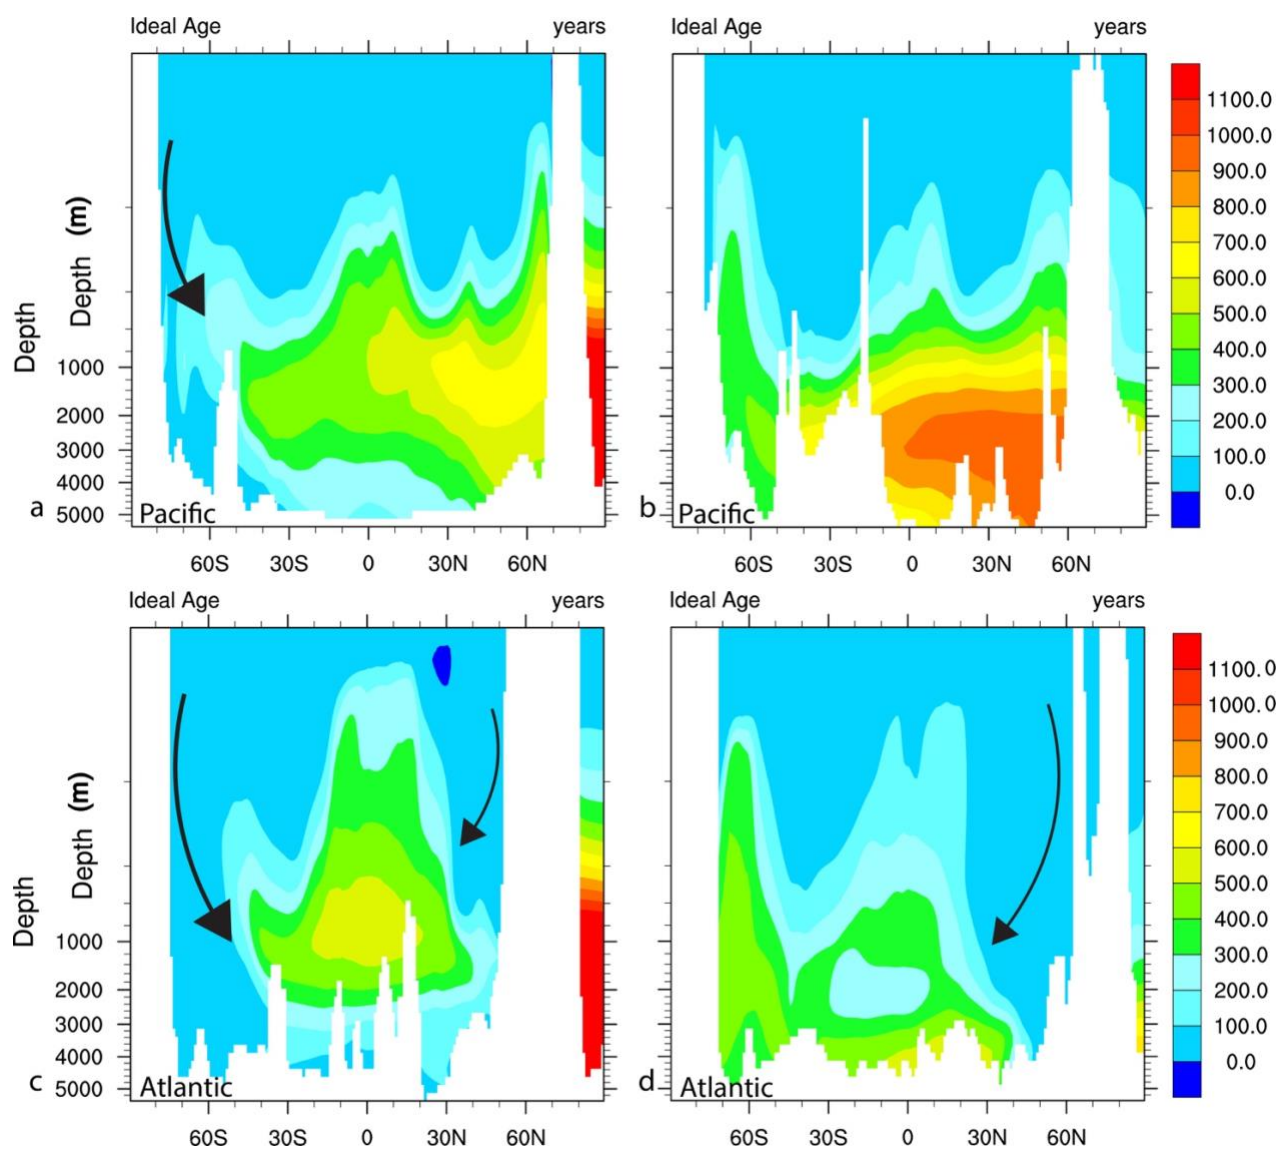 Ideal Age years
Ideal Age years
Depth
Depth (m)
1000
2000
3000
4000
5000
a
Pacific
60S 30S 0 30N 60N
b
Pacific
60S 30S 0 30N 60N
1100.0
1000.0
900.0
800.0
700.0
600.0
500.0
400.0
300.0
200.0
100.0
0.0
Ideal Age years
Ideal Age years
Depth
Depth (m)
1000
2000
3000
4000
5000
c
Atlantic
60S 30S 0 30N 60N
d
Atlantic
60S 30S 0 30N 60N
1100.0
1000.0
900.0
800.0
700.0
600.0
500.0
400.0
300.0
200.0
100.0
0.0